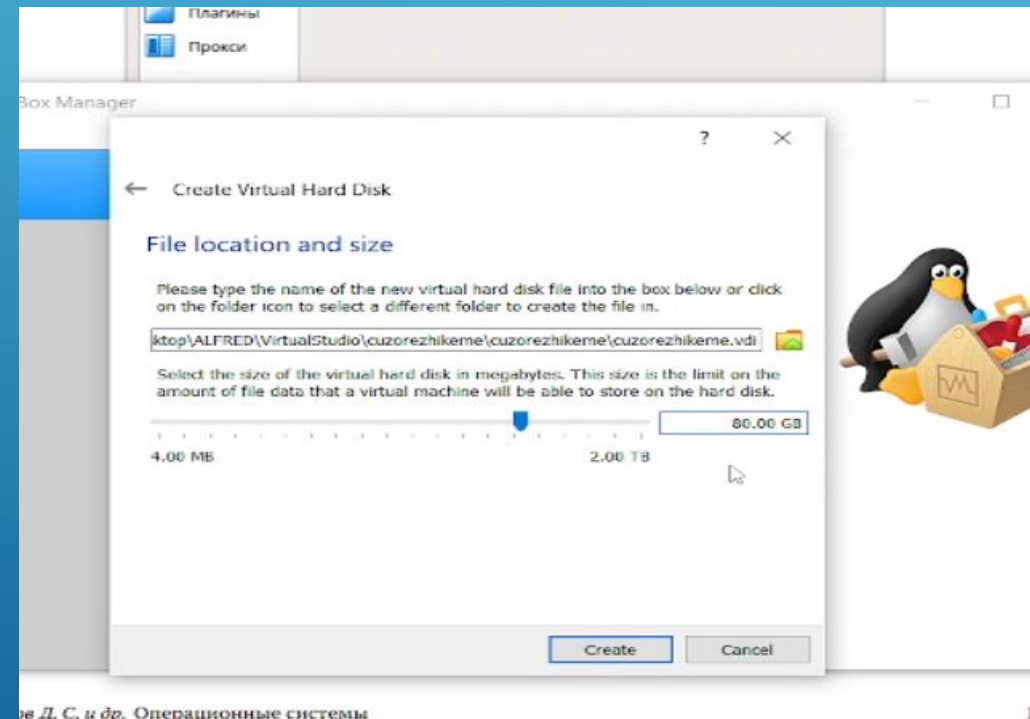 Плагины
Прокси
Box Manager
?
Create Virtual Hard Disk
File location and size
Please type the name of the new virtual hard disk file into the box below or click
on the folder icon to select a different folder to create the file in.
ktop\ALFRED\VirtualStudio\cuzorezhikeme\cuzorezhikeme\cuzorezhikeme.vdi
Select the size of the virtual hard disk in megabytes. This size is the limit on the
amount of file data that a virtual machine will be able to store on the hard disk.
80.00 GB
4.00 MB 2.00 TB
Create Cancel
ов Д. С. и др. Операционные системы